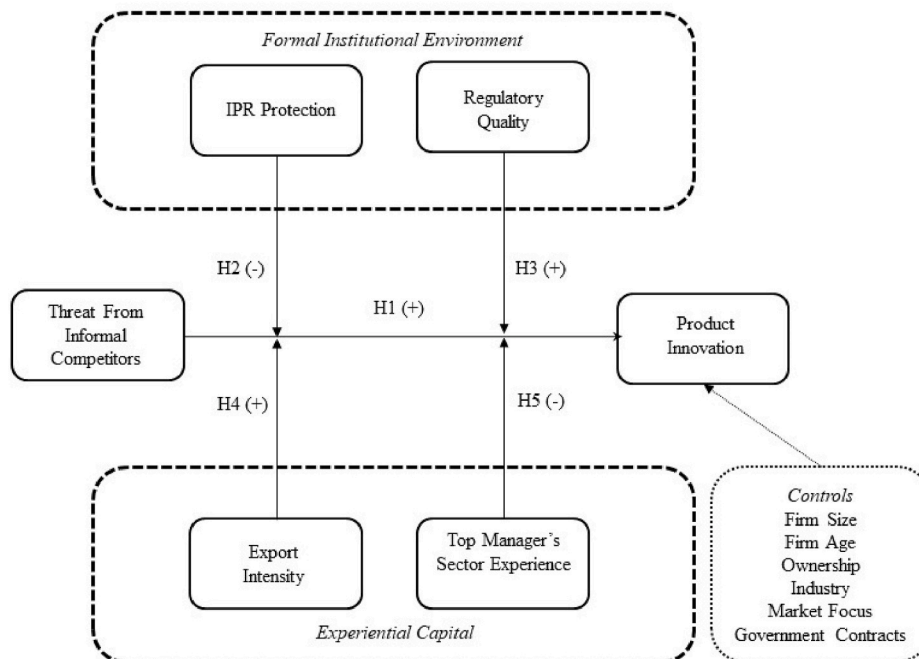 Formal Institutional Environment
IPR Protection
Regulatory
Quality
H2 (-)
H3 (+)
H1 (+)
Threat From
Informal
Competitors
Product
Innovation
H4 (+)
H5 (-)
Export
Intensity
Top Manager’s
Sector Experience
Experiential Capital
Controls
Firm Size
Firm Age
Ownership
Industry
Market Focus
Government Contracts